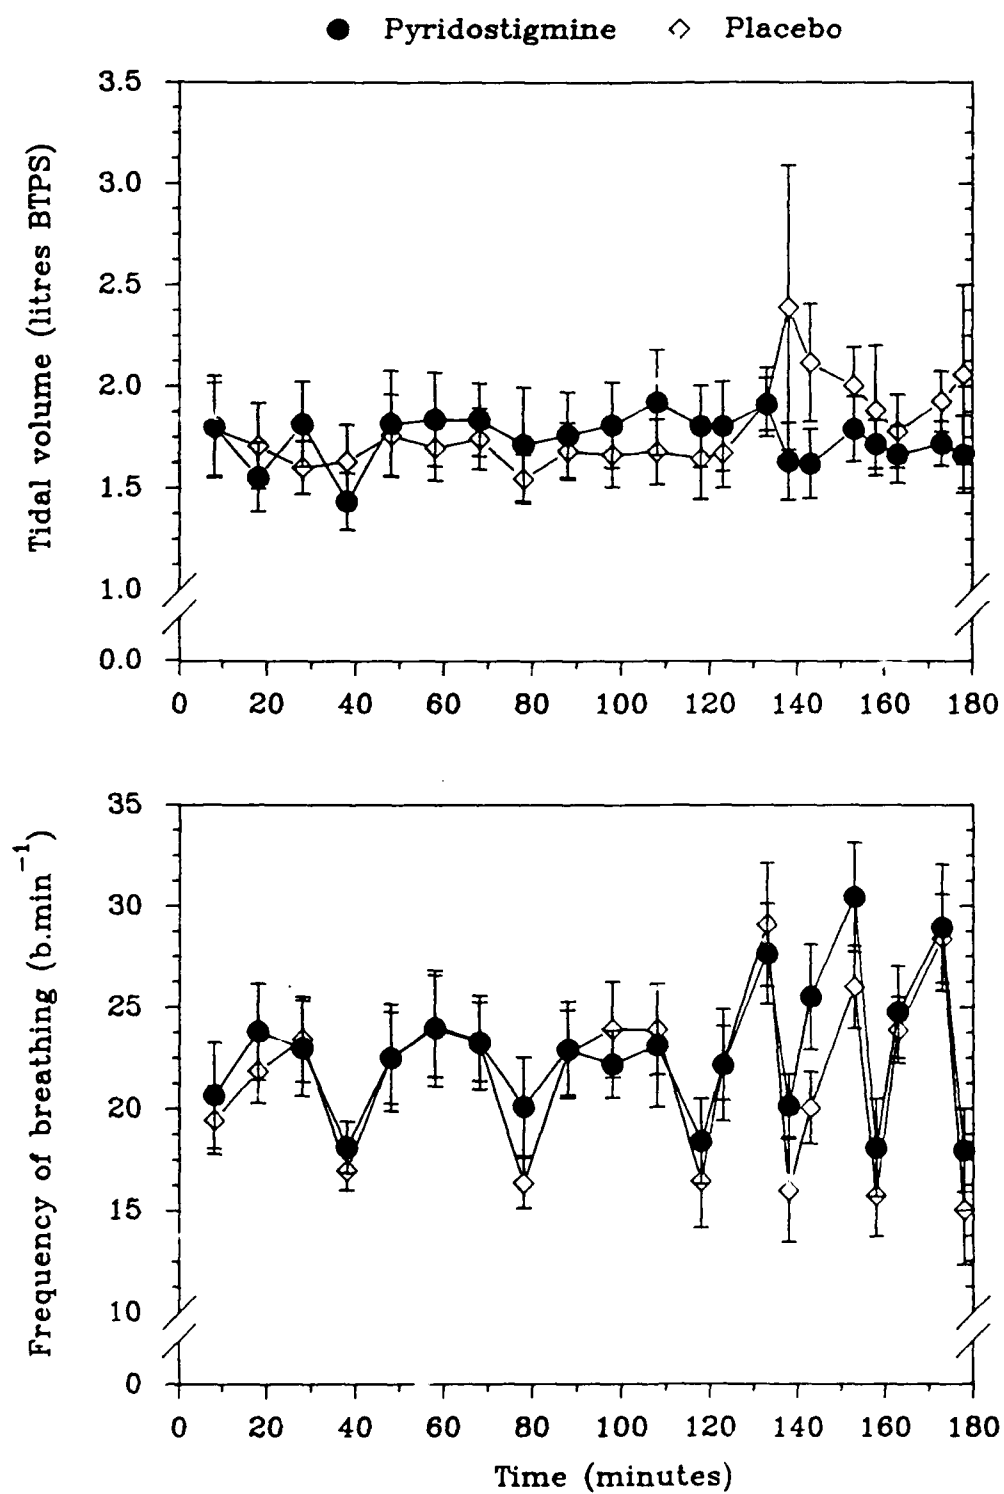 Pyridostigmine Placebo
Tidal volume (litres BTPS)
3.5
3.0
2.5
2.0
1.5
1.0
0.0
0 20 40 60 80 100 120 140 160 180
Frequency of breathing (b.min⁻¹)
35
30
25
20
15
10
0
0 20 40 60 80 100 120 140 160 180
Time (minutes)